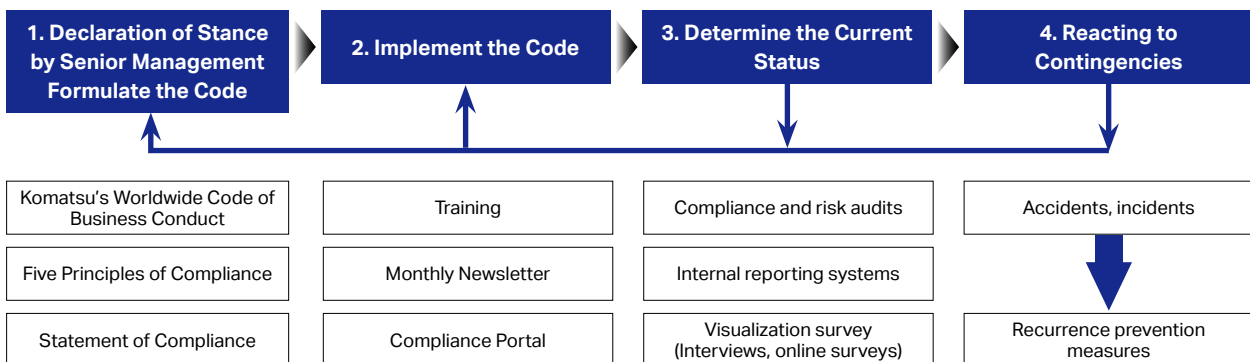 1. Declaration of Stance
by Senior Management
Formulate the Code
2. Implement the Code
3. Determine the Current
Status
4. Reacting to
Contingencies
Komatsu's Worldwide Code of
Business Conduct
Five Principles of Compliance
Statement of Compliance
Training
Monthly Newsletter
Compliance Portal
Compliance and risk audits
Internal reporting systems
Visualization survey
(Interviews, online surveys)
Accidents, incidents
Recurrence prevention
measures